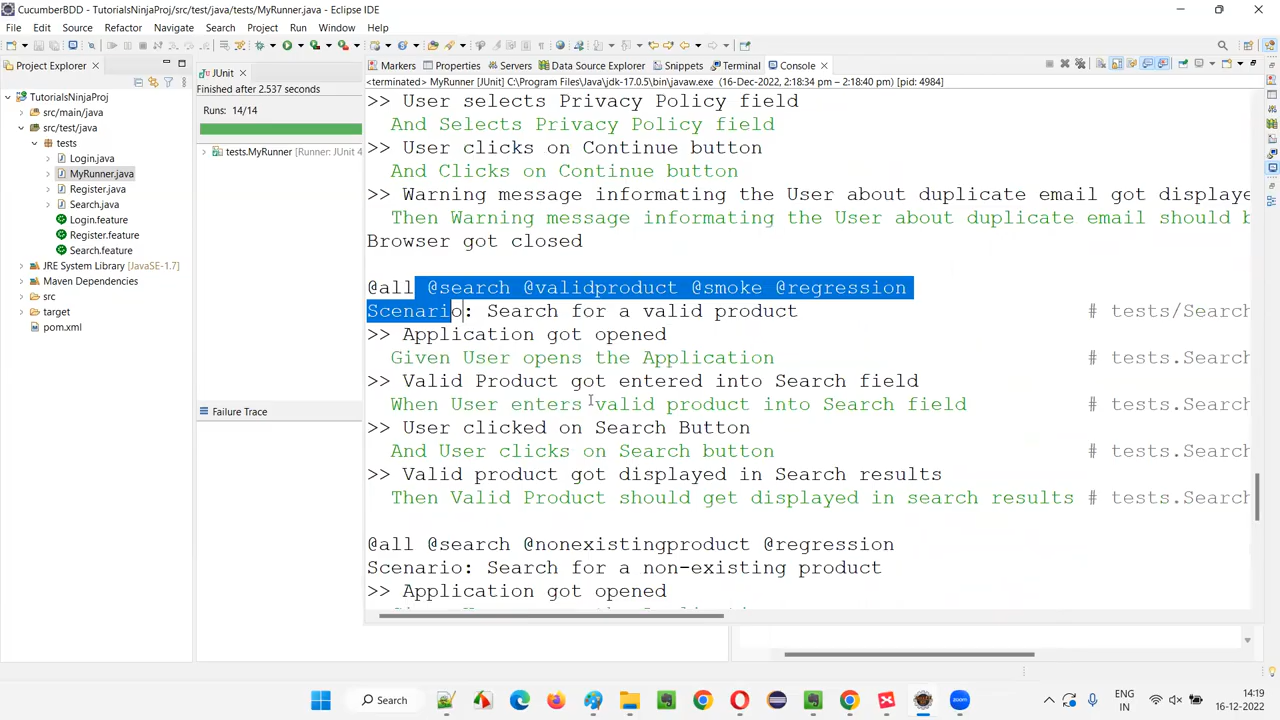 CucumberBDD - TutorialsNinjaProj/src/test/java/tests/MyRunner.java - Eclipse IDE
File Edit Source Refactor Navigate Search Project Run Window Help
Project Explorer
TutorialsNinjaProj
src/main/java
src/test/java
tests
Login.java
MyRunner.java
Register.java
Search.java
Login.feature
Register.feature
Search.feature
JRE System Library [JavaSE-1.7]
Maven Dependencies
src
target
pom.xml
JUnit
Finished after 2.537 seconds
Runs: 14/14
tests.MyRunner [Runner: JUnit 4
Failure Trace
Markers Properties Servers Data Source Explorer Snippets Terminal Console
<terminated> MyRunner [JUnit] C:\Program Files\Java\jdk-17.0.5\bin\javaw.exe (16-Dec-2022, 2:18:34 pm – 2:18:40 pm) [pid: 4984]
>> User selects Privacy Policy field
And Selects Privacy Policy field
>> User clicks on Continue button
And Clicks on Continue button
>> Warning message informating the User about duplicate email got displaye
Then Warning message informating the User about duplicate email should b
Browser got closed
@all @search @validproduct @smoke @regression
Scenario: Search for a valid product # tests/Search
>> Application got opened
Given User opens the Application # tests.Search
>> Valid Product got entered into Search field
When User enters valid product into Search field # tests.Search
>> User clicked on Search Button
And User clicks on Search button # tests.Search
>> Valid product got displayed in Search results
Then Valid Product should get displayed in search results # tests.Search
@all @search @nonexistingproduct @regression
Scenario: Search for a non-existing product
>> Application got opened
Search
ENG
IN
14:19
16-12-2022